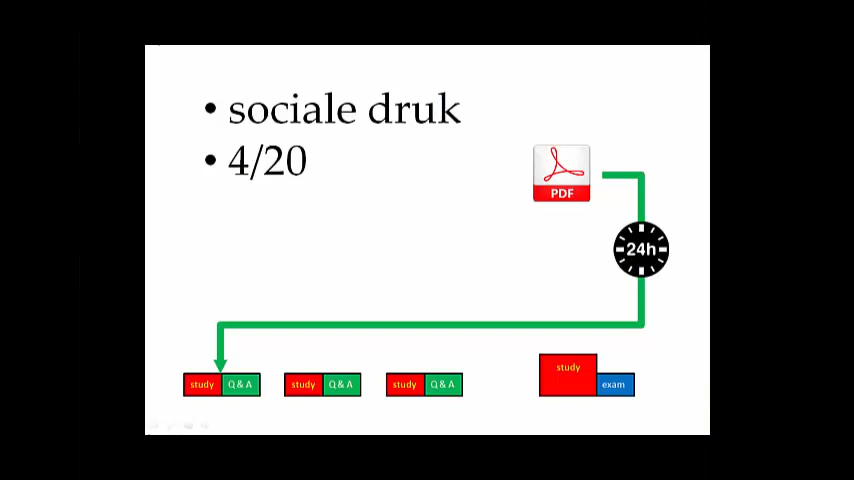 • sociale druk
• 4/20
PDF
24h
study Q & A study Q & A study Q & A study exam